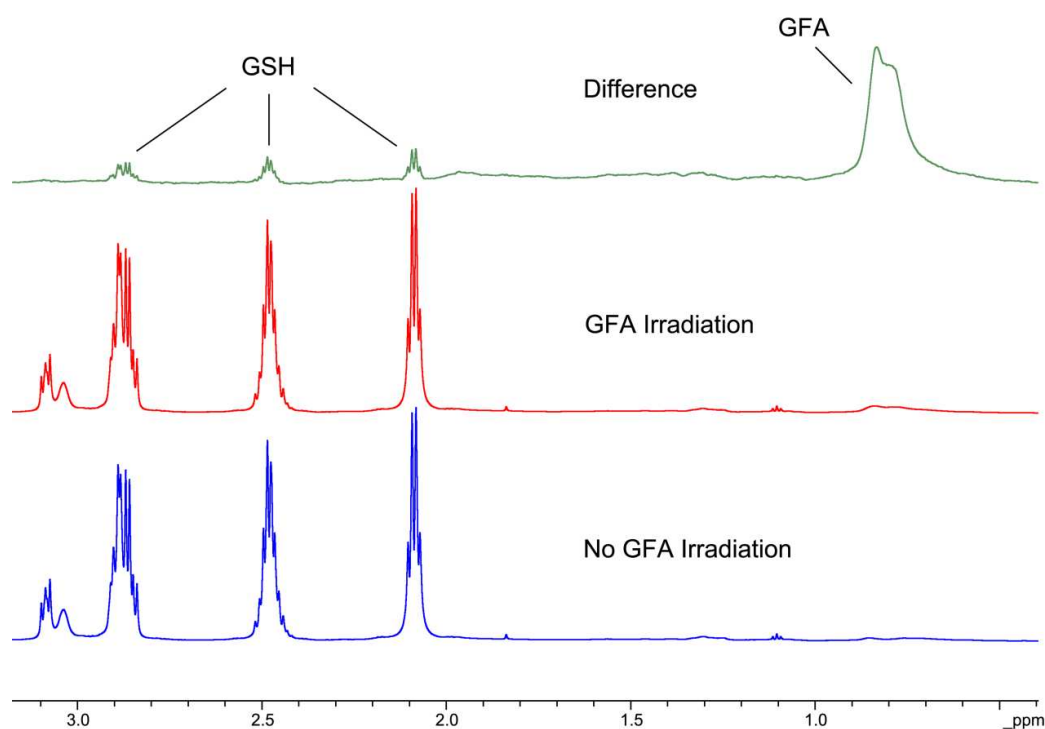 GFA
GSH
Difference
GFA Irradiation
No GFA Irradiation
3.0 2.5 2.0 1.5 1.0 _ppm